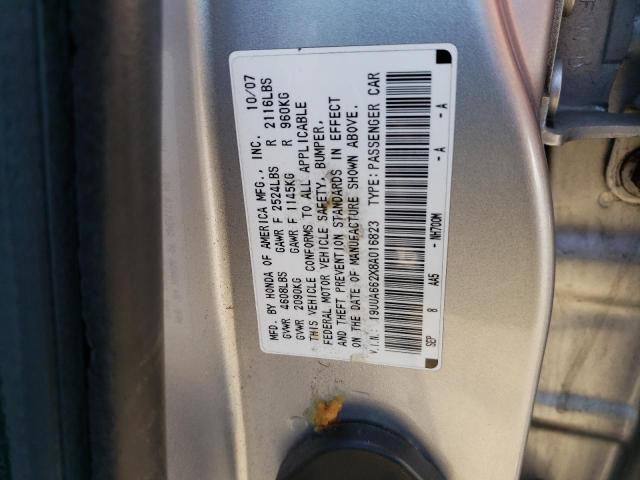 MFD. BY HONDA OF AMERICA MFG., INC. 10/07
GVWR 4608LBS GAWR F 2524LBS R 2116LBS
GVWR 2090KG GAWR F 1145KG R 960KG
THIS VEHICLE CONFORMS TO ALL APPLICABLE
FEDERAL MOTOR VEHICLE SAFETY, BUMPER,
AND THEFT PREVENTION STANDARDS IN EFFECT
ON THE DATE OF MANUFACTURE SHOWN ABOVE.
V.I.N. 19UUA662X8A016823 TYPE: PASSENGER CAR
SEP 8 AA5 -NH700M -A -A